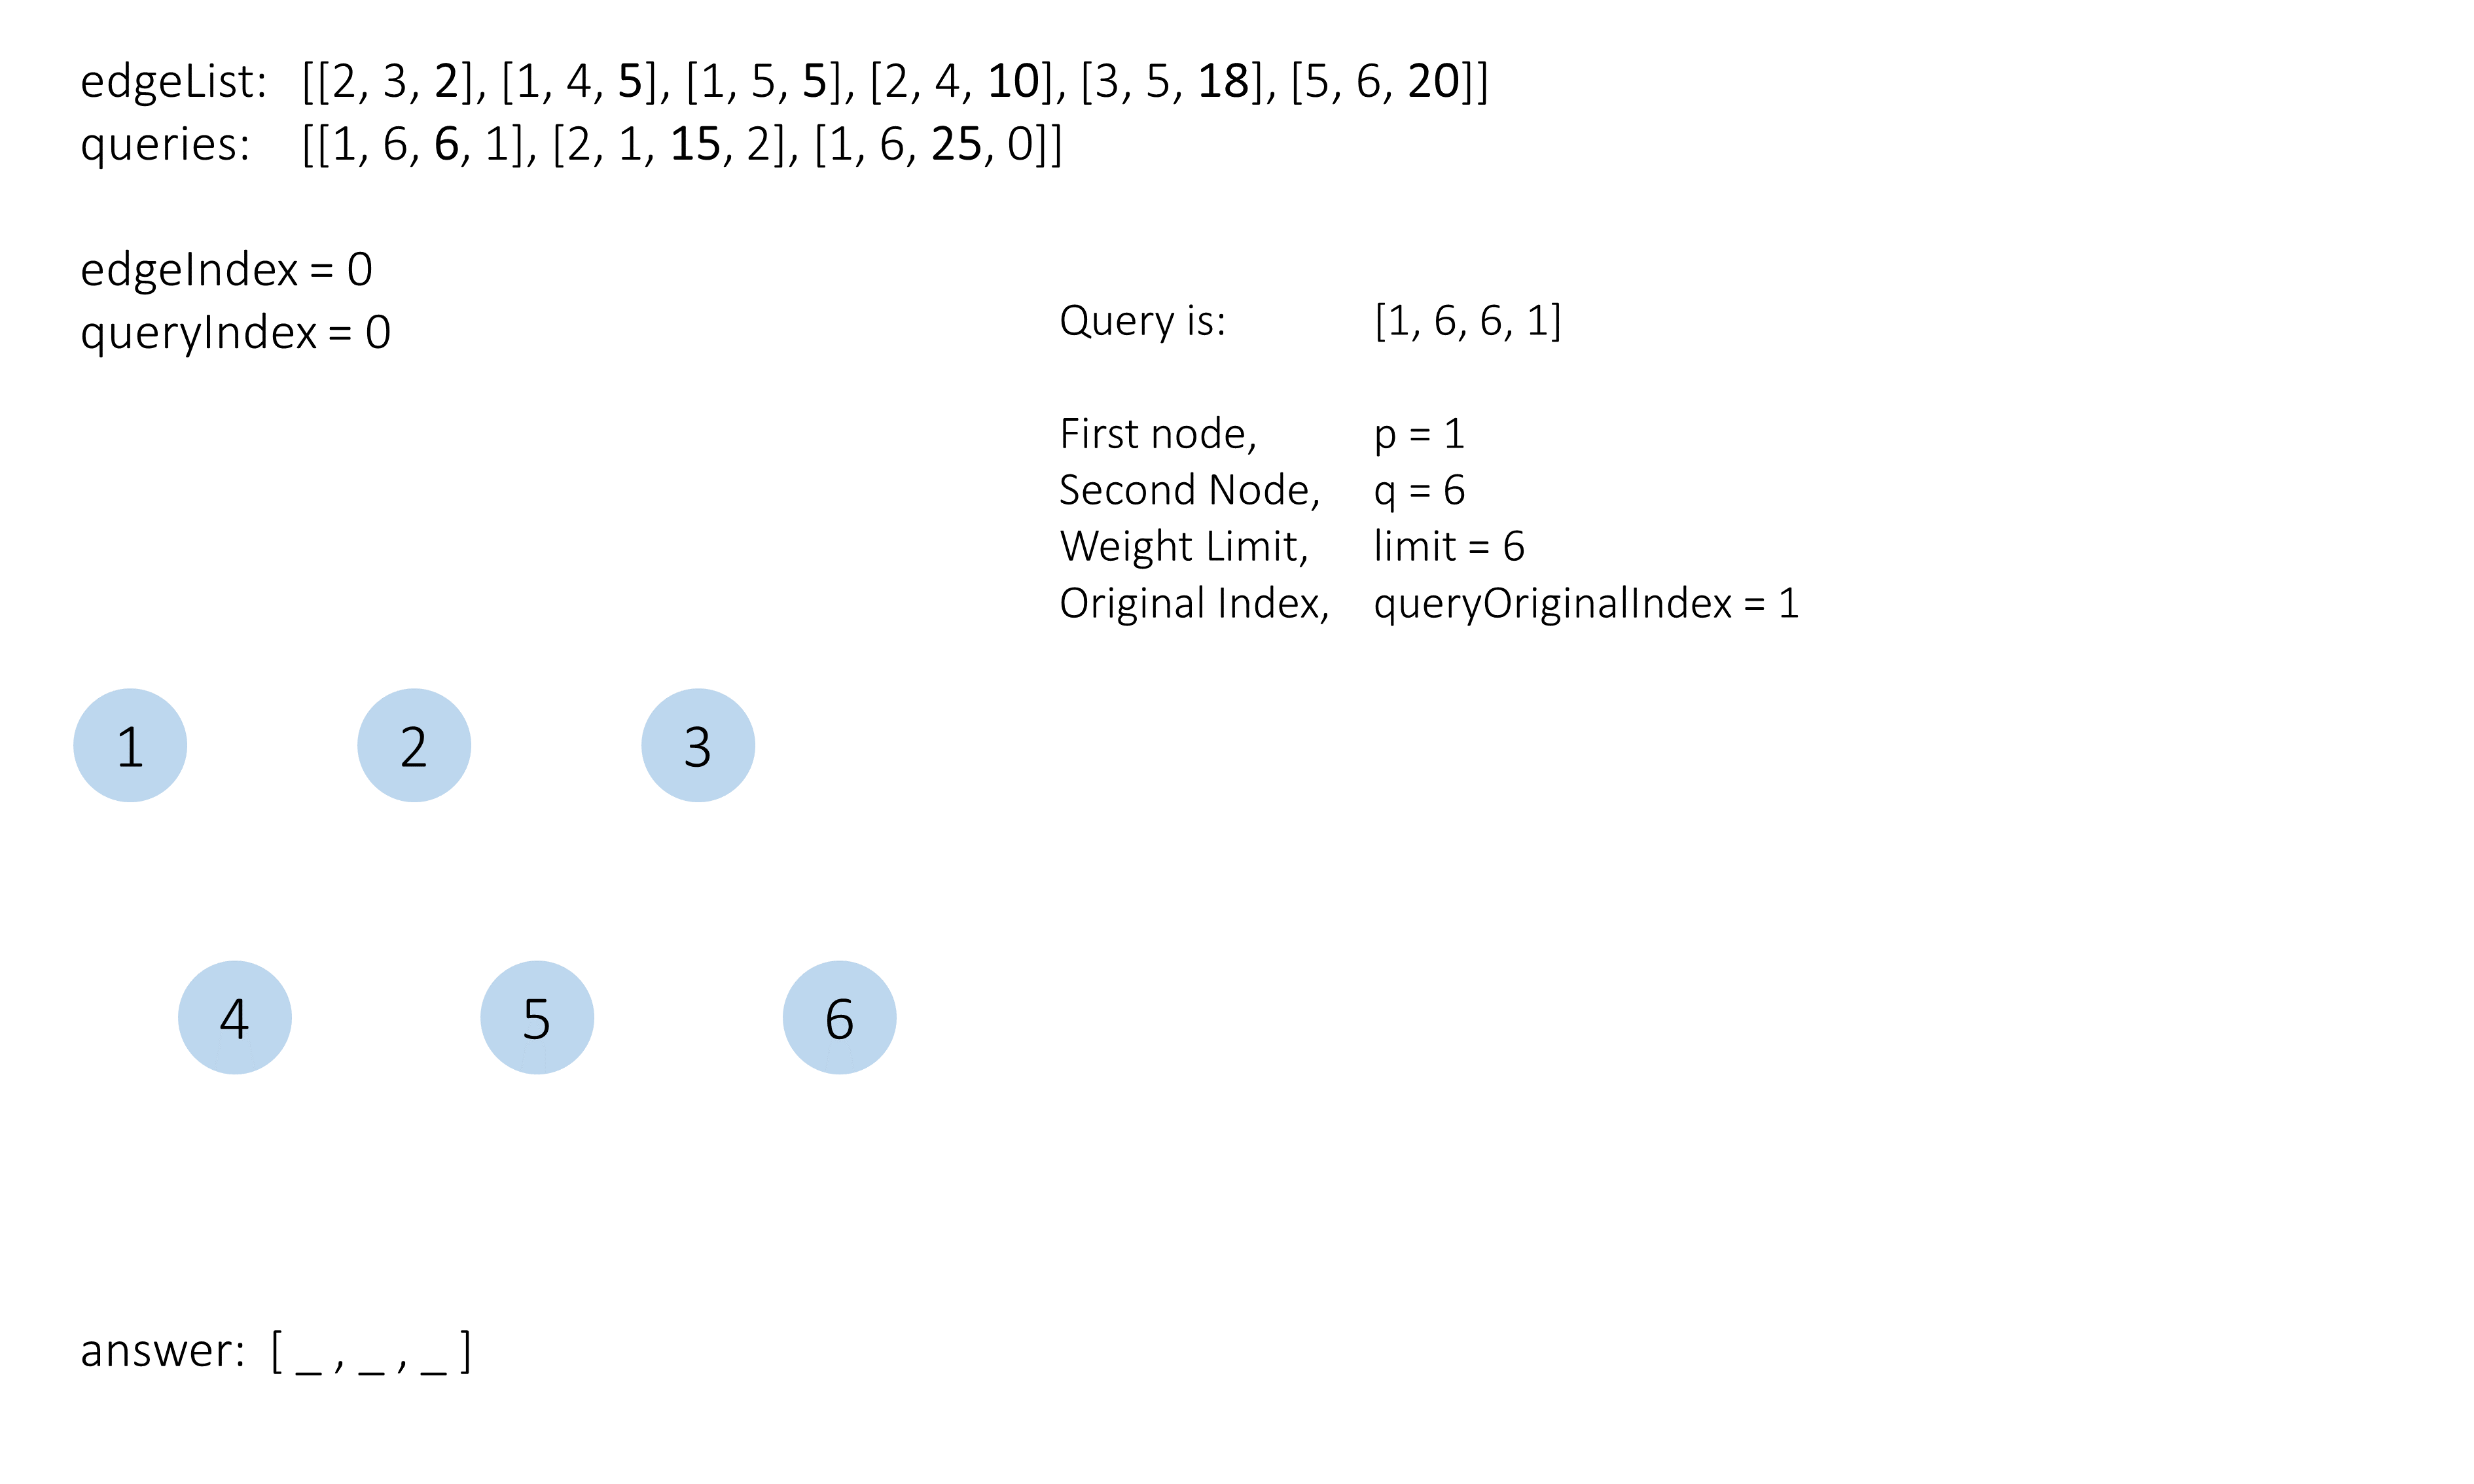 edgeList: [[2, 3, 2], [1, 4, 5], [1, 5, 5], [2, 4, 10], [3, 5, 18], [5, 6, 20]]
queries: [[1, 6, 6, 1], [2, 1, 15, 2], [1, 6, 25, 0]]
edgeIndex = 0
queryIndex = 0
Query is: [1, 6, 6, 1]
First node, p = 1
Second Node, q = 6
Weight Limit, limit = 6
Original Index, queryOriginalIndex = 1
1 2 3
4 5 6
answer: [ _ , _ , _ ]